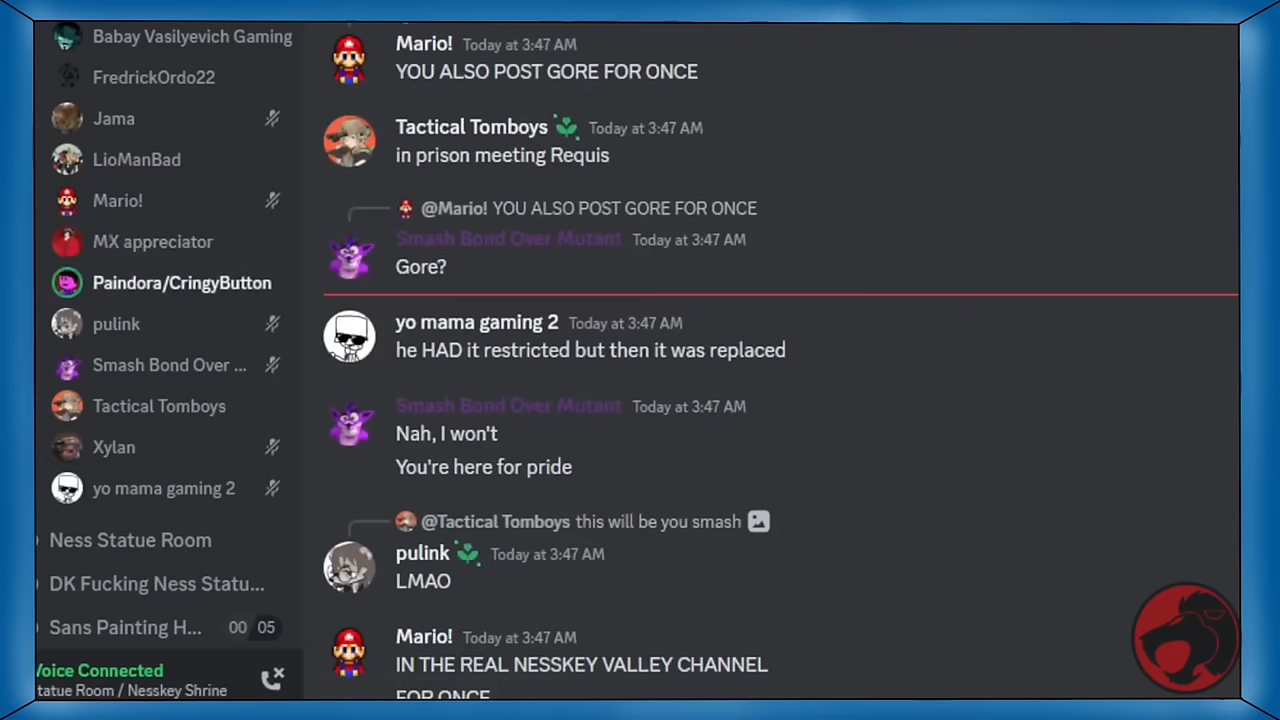 Babay Vasilyevich Gaming
FredrickOrdo22
Jama
LioManBad
Mario!
MX appreciator
Paindora/CringyButton
pulink
Smash Bond Over ...
Tactical Tomboys
Xylan
yo mama gaming 2
Ness Statue Room
DK Fucking Ness Statu...
Sans Painting H... 00 05
Voice Connected
tatue Room / Nesskey Shrine
Mario! Today at 3:47 AM
YOU ALSO POST GORE FOR ONCE
Tactical Tomboys Today at 3:47 AM
in prison meeting Requis
@Mario! YOU ALSO POST GORE FOR ONCE
Smash Bond Over Mutant Today at 3:47 AM
Gore?
yo mama gaming 2 Today at 3:47 AM
he HAD it restricted but then it was replaced
Smash Bond Over Mutant Today at 3:47 AM
Nah, I won't
You're here for pride
@Tactical Tomboys this will be you smash
pulink Today at 3:47 AM
LMAO
Mario! Today at 3:47 AM
IN THE REAL NESSKEY VALLEY CHANNEL
FOR ONCE